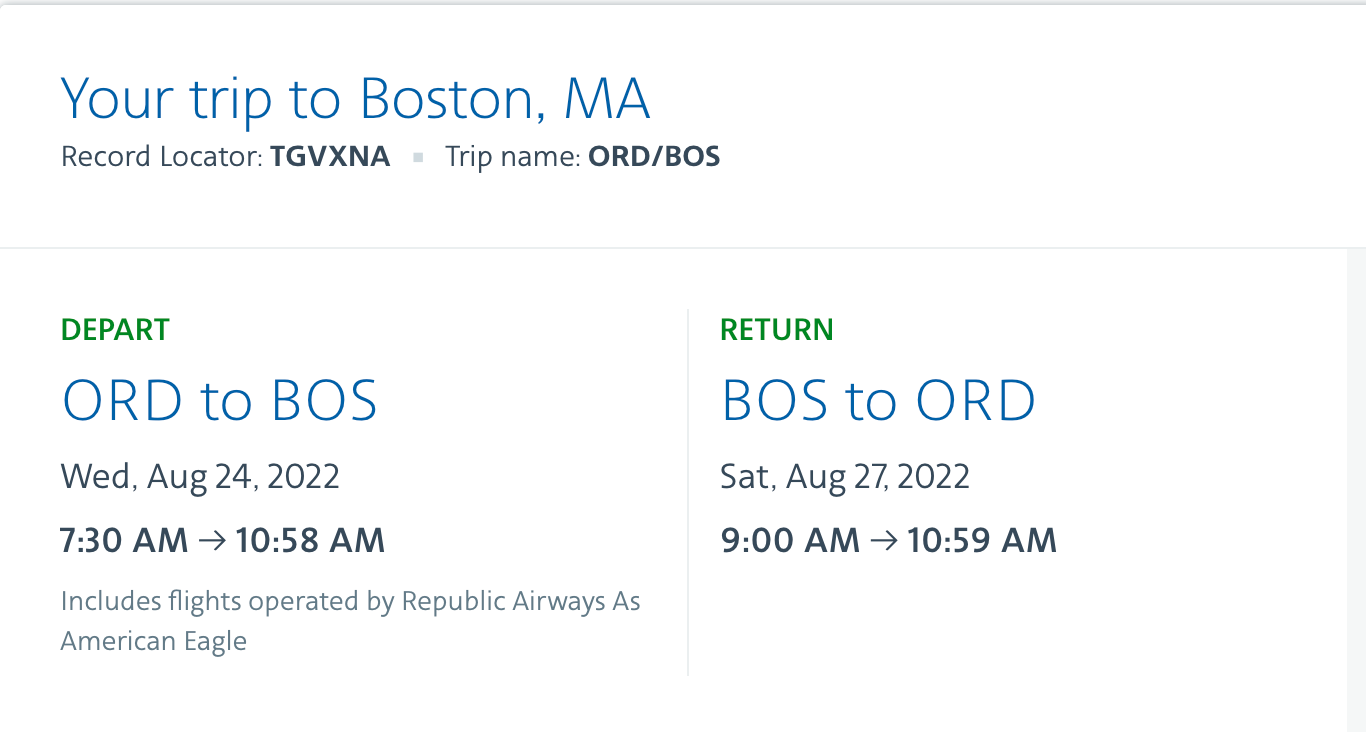 Your trip to Boston, MA
Record Locator: TGVXNA ▪ Trip name: ORD/BOS
DEPART
ORD to BOS
Wed, Aug 24, 2022
7:30 AM → 10:58 AM
Includes flights operated by Republic Airways As
American Eagle
RETURN
BOS to ORD
Sat, Aug 27, 2022
9:00 AM → 10:59 AM